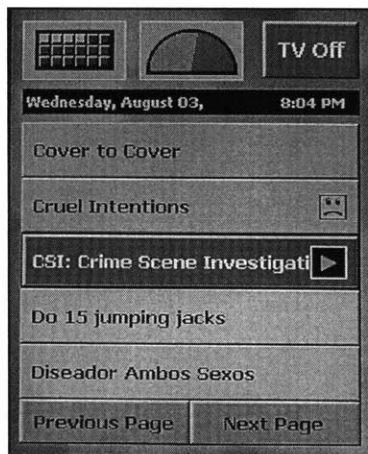 TV Off
Wednesday, August 03, 8:04 PM
Cover to Cover
Cruel Intentions
CSI: Crime Scene Investigati
Do 15 jumping jacks
Diseador Ambos Sexos
Previous Page Next Page